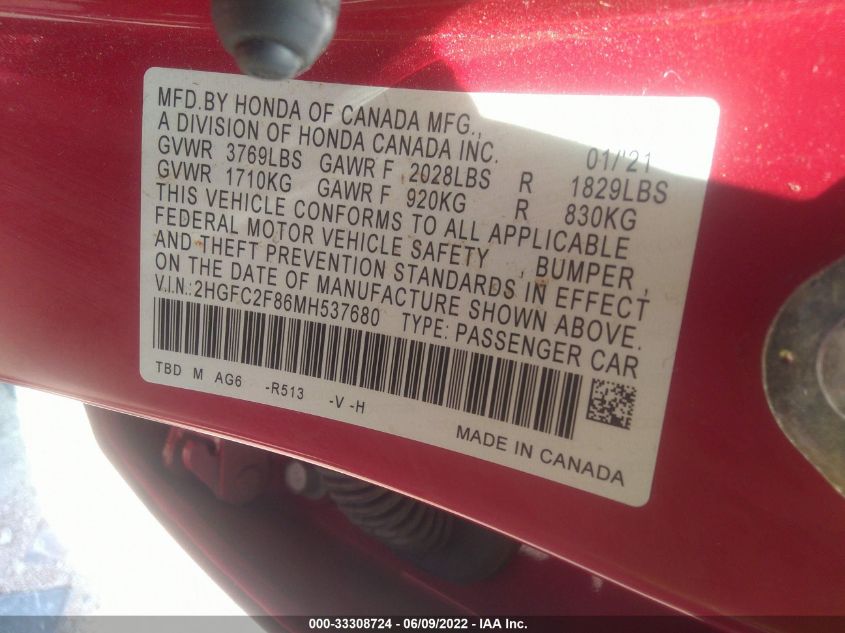 MFD.BY HONDA OF CANADA MFG.,
A DIVISION OF HONDA CANADA INC. 01/'21
GVWR 3769LBS GAWR F 2028LBS R 1829LBS
GVWR 1710KG GAWR F 920KG R 830KG
THIS VEHICLE CONFORMS TO ALL APPLICABLE
FEDERAL MOTOR VEHICLE SAFETY , BUMPER ,
AND THEFT PREVENTION STANDARDS IN EFFECT
ON THE DATE OF MANUFACTURE SHOWN ABOVE.
V.I.N.:2HGFC2F86MH537680 TYPE: PASSENGER CAR
TBD M AG6 -R513 -V -H
MADE IN CANADA
000-33308724 - 06/09/2022 - IAA Inc.